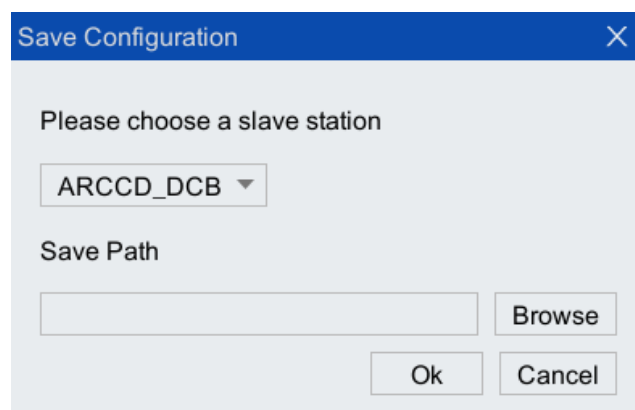 Save Configuration
Please choose a slave station
ARCCD_DCB
Save Path
Browse
Ok
Cancel